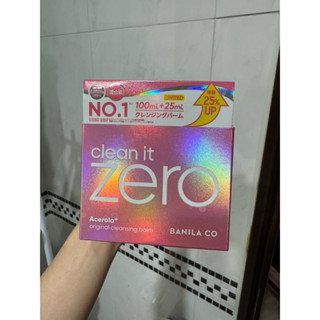 NO.1
100mL + 25mL
クレンジングバーム
25%
UP
clean it
zero
Acerola+
original cleansing balm
BANILA CO